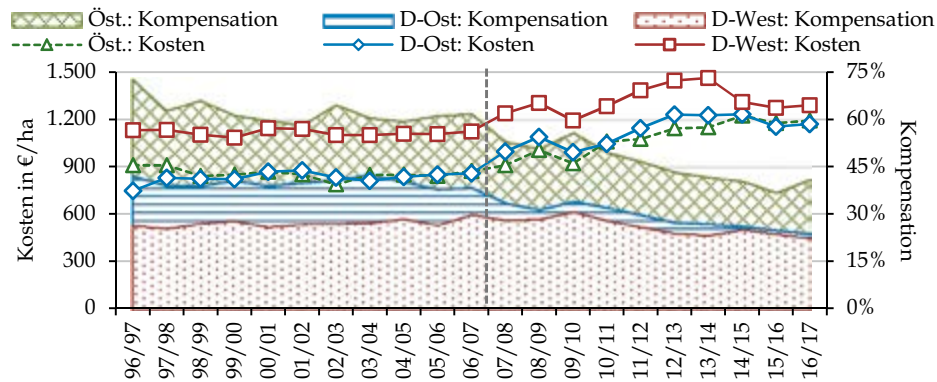 Öst.: Kompensation D-Ost: Kompensation D-West: Kompensation
Öst.: Kosten D-Ost: Kosten D-West: Kosten
1.500 75%
1.200 60%
900 45%
600 30%
300 15%
0 0%
Kosten in €/ha
Kompensation
96/97 97/98 98/99 99/00 00/01 01/02 02/03 03/04 04/05 05/06 06/07 07/08 08/09 09/10 10/11 11/12 12/13 13/14 14/15 15/16 16/17